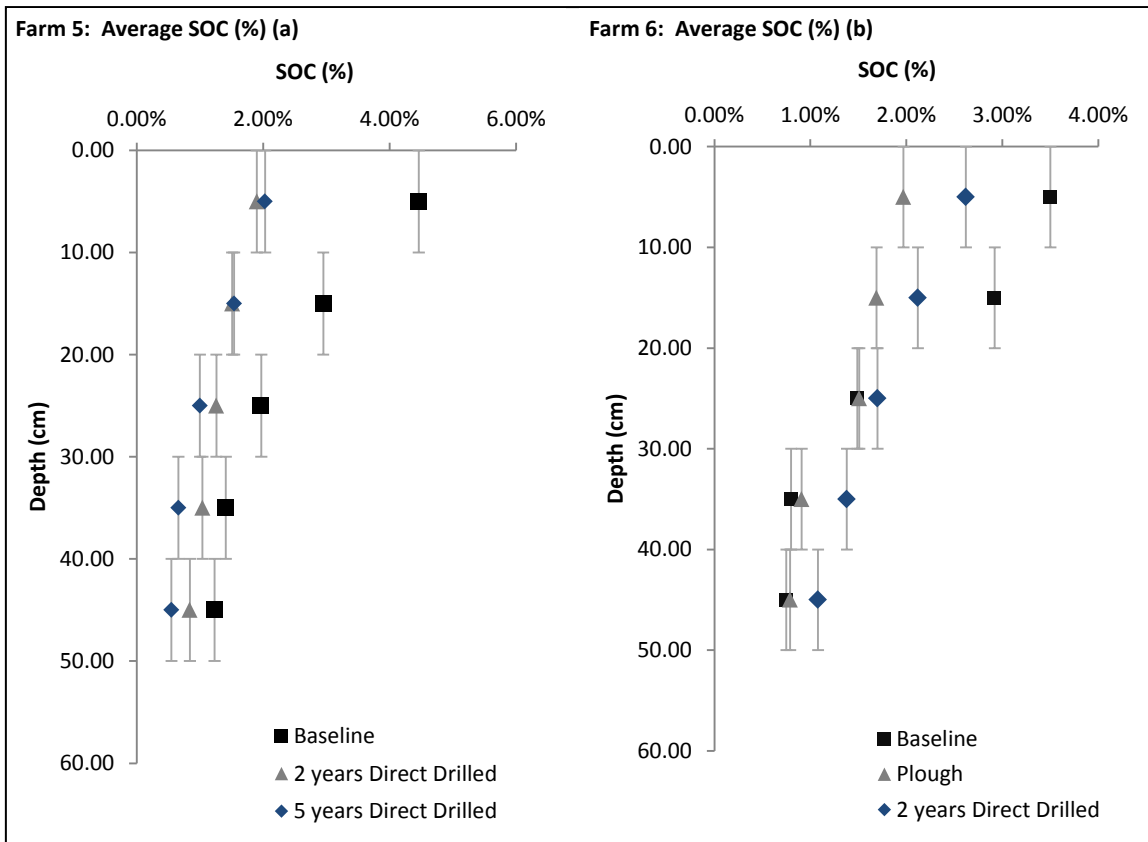 Farm 5: Average SOC (%) (a)
SOC (%)
0.00% 2.00% 4.00% 6.00%
0.00
10.00
20.00
30.00
40.00
50.00
60.00
Depth (cm)
Baseline
2 years Direct Drilled
5 years Direct Drilled
Farm 6: Average SOC (%) (b)
SOC (%)
0.00% 1.00% 2.00% 3.00% 4.00%
0.00
10.00
20.00
30.00
40.00
50.00
60.00
Depth (cm)
Baseline
Plough
2 years Direct Drilled